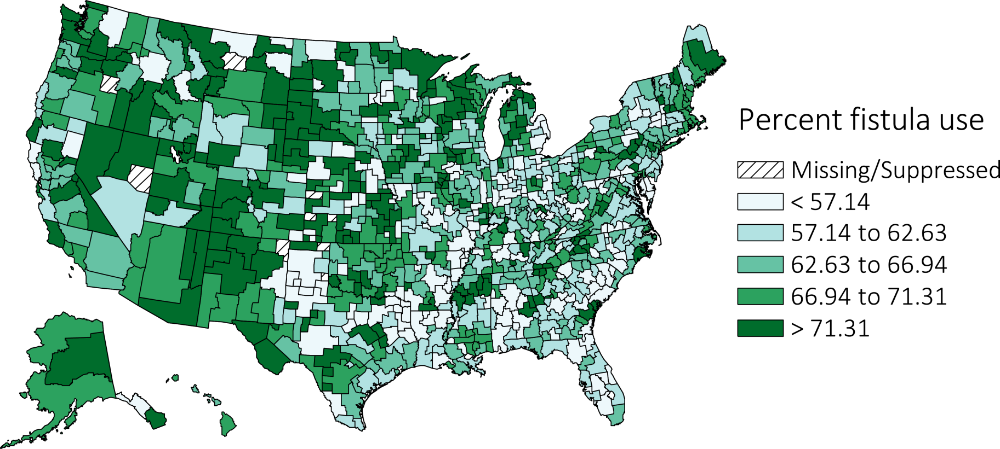 Percent fistula use
Missing/Suppressed
< 57.14
57.14 to 62.63
62.63 to 66.94
66.94 to 71.31
> 71.31